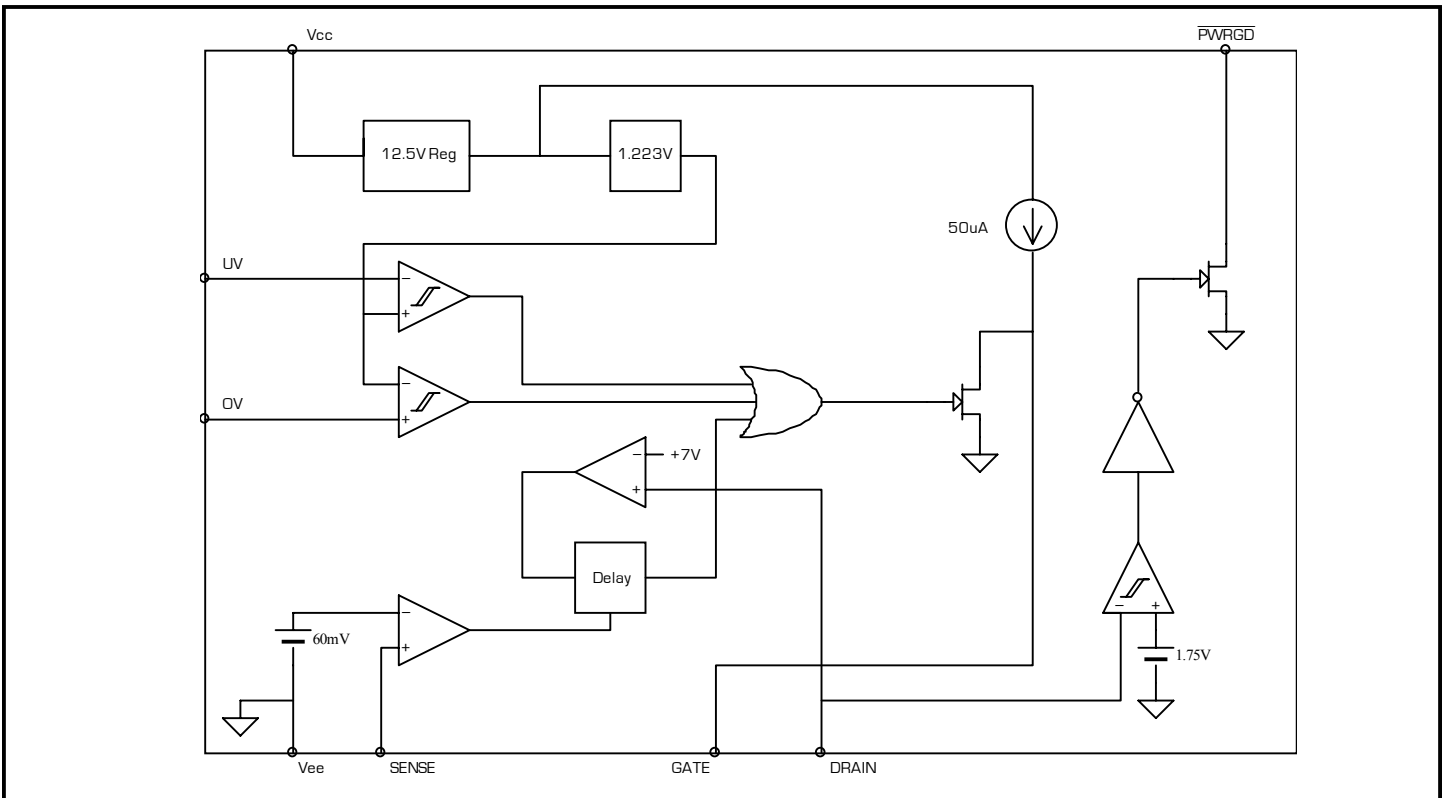 Vcc
PWRGD
12.5V Reg
1.223V
50uA
UV
−
+
OV
−
+
− +7V
+
Delay
−
60mV
+
− +
1.75V
Vee
SENSE
GATE
DRAIN